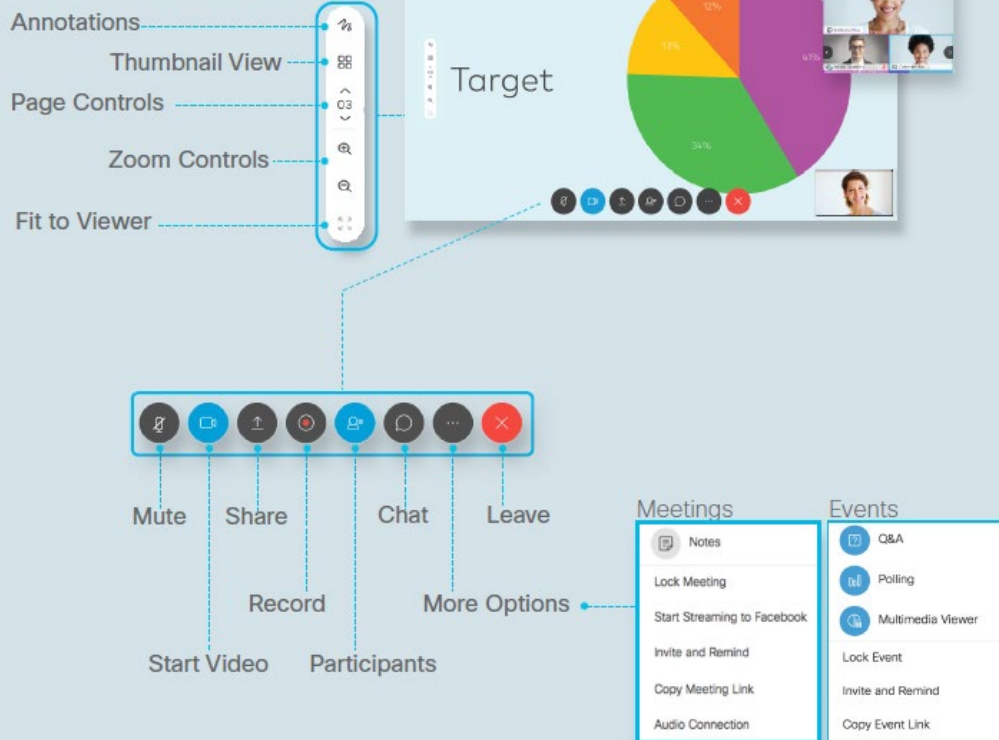 Annotations
Thumbnail View
Page Controls
03
Zoom Controls
Fit to Viewer
Target
12%
13%
41%
34%
Mute
Share
Chat
Leave
Record
More Options
Start Video
Participants
Meetings
Notes
Lock Meeting
Start Streaming to Facebook
Invite and Remind
Copy Meeting Link
Audio Connection
Events
Q&A
Polling
Multimedia Viewer
Lock Event
Invite and Remind
Copy Event Link